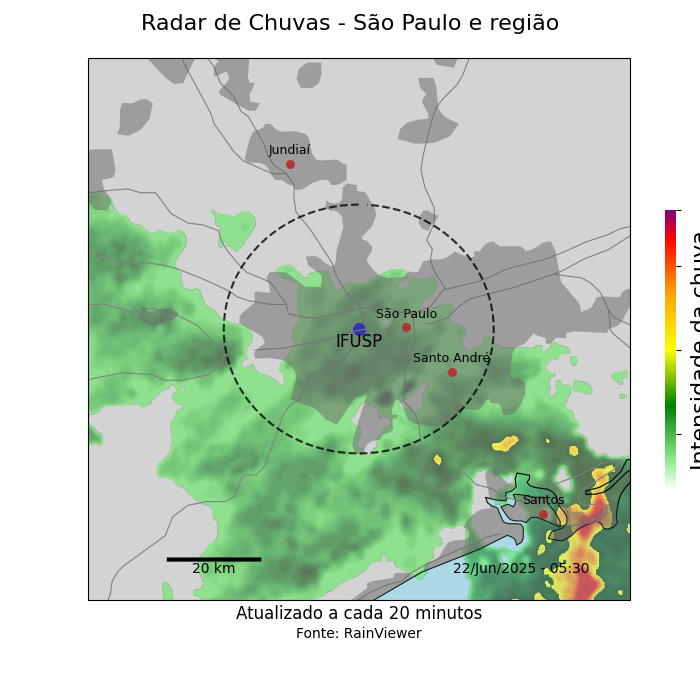 Radar de Chuvas - São Paulo e região
Jundiaí
São Paulo
IFUSP
Santo André
Santos
20 km
22/Jun/2025 - 05:30
Intensidade da chuva
Atualizado a cada 20 minutos
Fonte: RainViewer